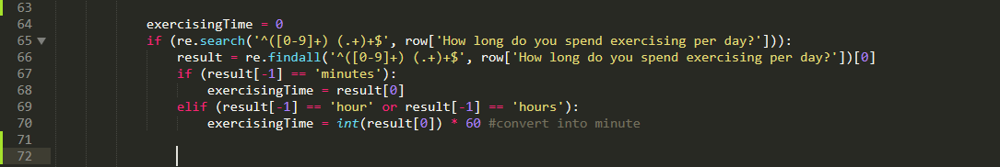 63
64 exercisingTime = 0
65 if (re.search('^([0-9]+) (.+)+$', row['How long do you spend exercising per day?'])):
66 result = re.findall('^([0-9]+) (.+)+$', row['How long do you spend exercising per day?'])[0]
67 if (result[-1] == 'minutes'):
68 exercisingTime = result[0]
69 elif (result[-1] == 'hour' or result[-1] == 'hours'):
70 exercisingTime = int(result[0]) * 60 #convert into minute
71
72